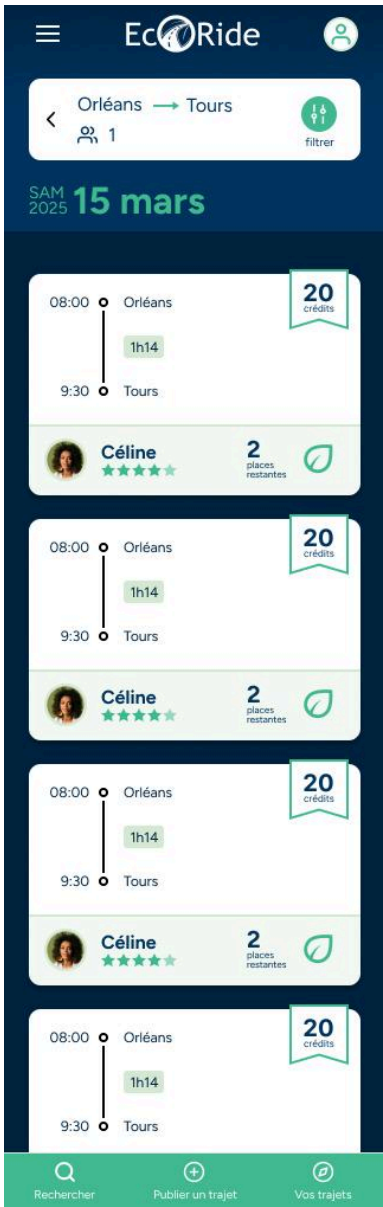 EcoRide
Orléans → Tours
1
filtrer
SAM
2025
15 mars
20
crédits
08:00 Orléans
1h14
9:30 Tours
Céline
2
places
restantes
20
crédits
08:00 Orléans
1h14
9:30 Tours
Céline
2
places
restantes
20
crédits
08:00 Orléans
1h14
9:30 Tours
Céline
2
places
restantes
20
crédits
08:00 Orléans
1h14
9:30 Tours
Rechercher Publier un trajet Vos trajets